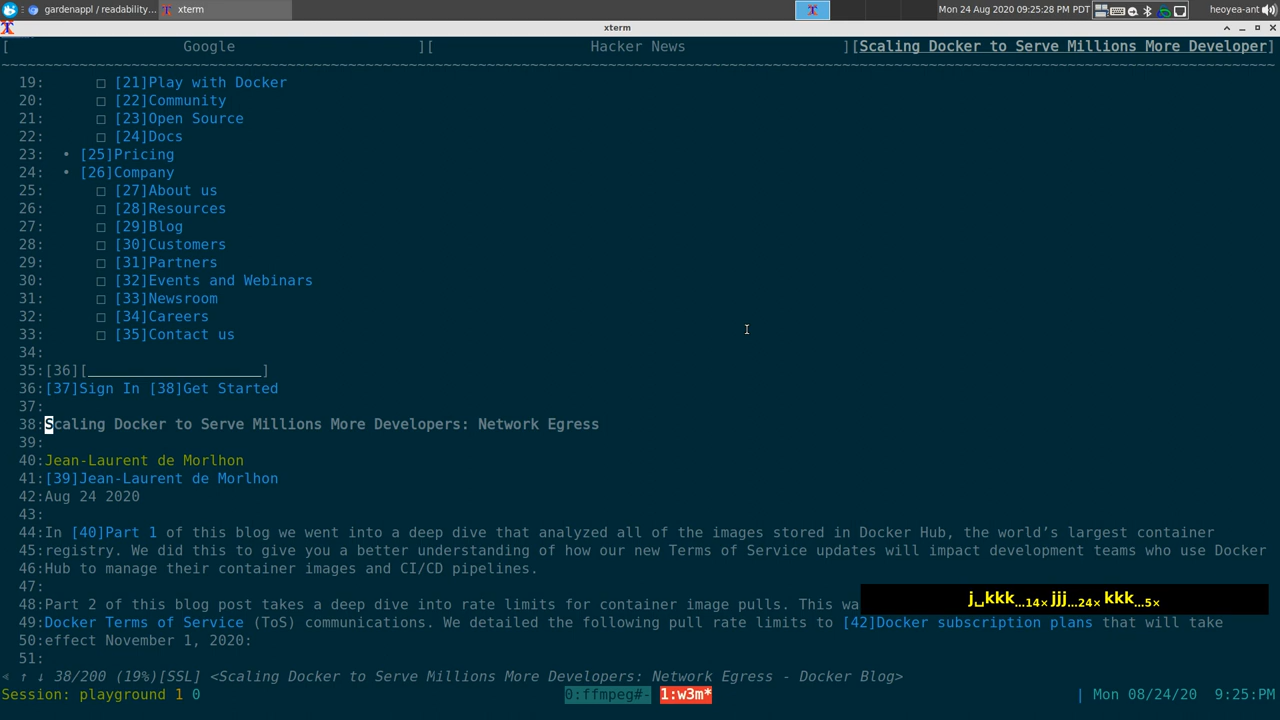 gardenappl / readability... xterm Mon 24 Aug 2020 09:25:28 PM PDT heoyea-ant
xterm
[ Google ][ Hacker News ][Scaling Docker to Serve Millions More Developer]
19: □ [21]Play with Docker
20: □ [22]Community
21: □ [23]Open Source
22: □ [24]Docs
23: • [25]Pricing
24: • [26]Company
25: □ [27]About us
26: □ [28]Resources
27: □ [29]Blog
28: □ [30]Customers
29: □ [31]Partners
30: □ [32]Events and Webinars
31: □ [33]Newsroom
32: □ [34]Careers
33: □ [35]Contact us
34:
35:[36][____________________]
36:[37]Sign In [38]Get Started
37:
38:Scaling Docker to Serve Millions More Developers: Network Egress
39:
40:Jean-Laurent de Morlhon
41:[39]Jean-Laurent de Morlhon
42:Aug 24 2020
43:
44:In [40]Part 1 of this blog we went into a deep dive that analyzed all of the images stored in Docker Hub, the world’s largest container
45:registry. We did this to give you a better understanding of how our new Terms of Service updates will impact development teams who use Docker
46:Hub to manage their container images and CI/CD pipelines.
47:
48:Part 2 of this blog post takes a deep dive into rate limits for container image pulls. This wa
j␣kkk...14× jjj...24× kkk...5×
49:Docker Terms of Service (ToS) communications. We detailed the following pull rate limits to [42]Docker subscription plans that will take
50:effect November 1, 2020:
51:
« ↑ ↓ 38/200 (19%)[SSL] <Scaling Docker to Serve Millions More Developers: Network Egress - Docker Blog>
Session: playground 1 0 0:ffmpeg#- 1:w3m* | Mon 08/24/20 9:25:PM